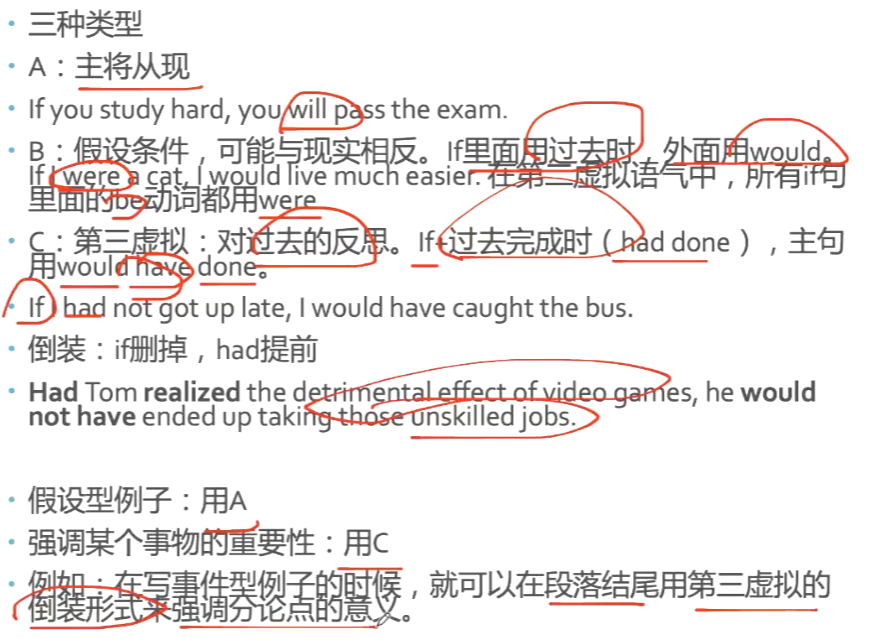 三种类型
A：主将从现
If you study hard, you will pass the exam.
B：假设条件，可能与现实相反。If里面用过去时，外面用would。
If I were a cat, I would live much easier. 在第二虚拟语气中，所有if句
里面的be动词都用were
C：第三虚拟：对过去的反思。If+过去完成时（had done），主句
用would have done。
If I had not got up late, I would have caught the bus.
倒装：if删掉，had提前
Had Tom realized the detrimental effect of video games, he would
not have ended up taking those unskilled jobs.
假设型例子：用A
强调某个事物的重要性：用C
例如：在写事件型例子的时候，就可以在段落结尾用第三虚拟的
倒装形式来强调分论点的意义。